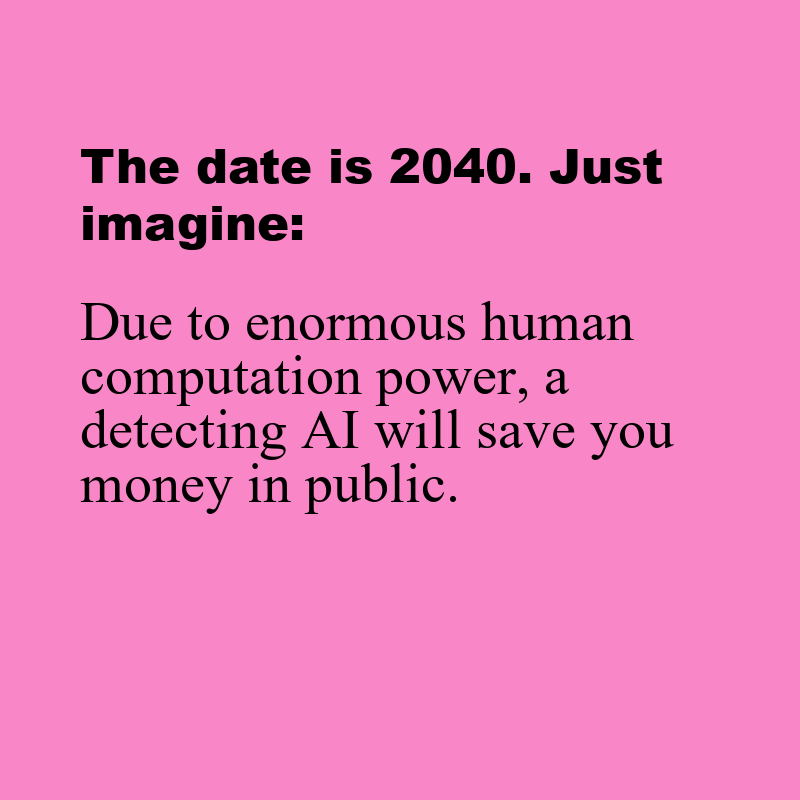 The date is 2040. Just
imagine:
Due to enormous human
computation power, a
detecting AI will save you
money in public.